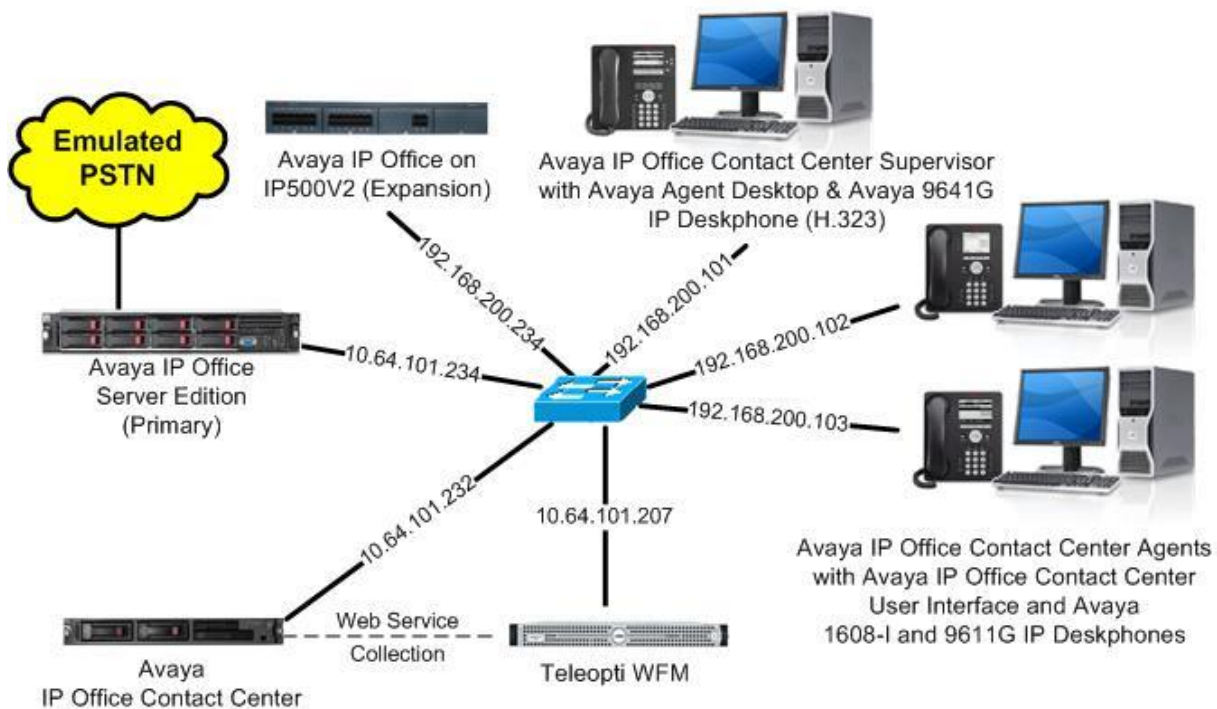 Emulated
PSTN
Avaya IP Office on
IP500V2 (Expansion)
Avaya IP Office Contact Center Supervisor
with Avaya Agent Desktop & Avaya 9641G
IP Deskphone (H.323)
192.168.200.234
192.168.200.101
192.168.200.102
10.64.101.234
Avaya IP Office
Server Edition
(Primary)
192.168.200.103
10.64.101.232
10.64.101.207
Avaya IP Office Contact Center Agents
with Avaya IP Office Contact Center
User Interface and Avaya
1608-I and 9611G IP Deskphones
Web Service
Collection
Avaya
IP Office Contact Center
Teleopti WFM